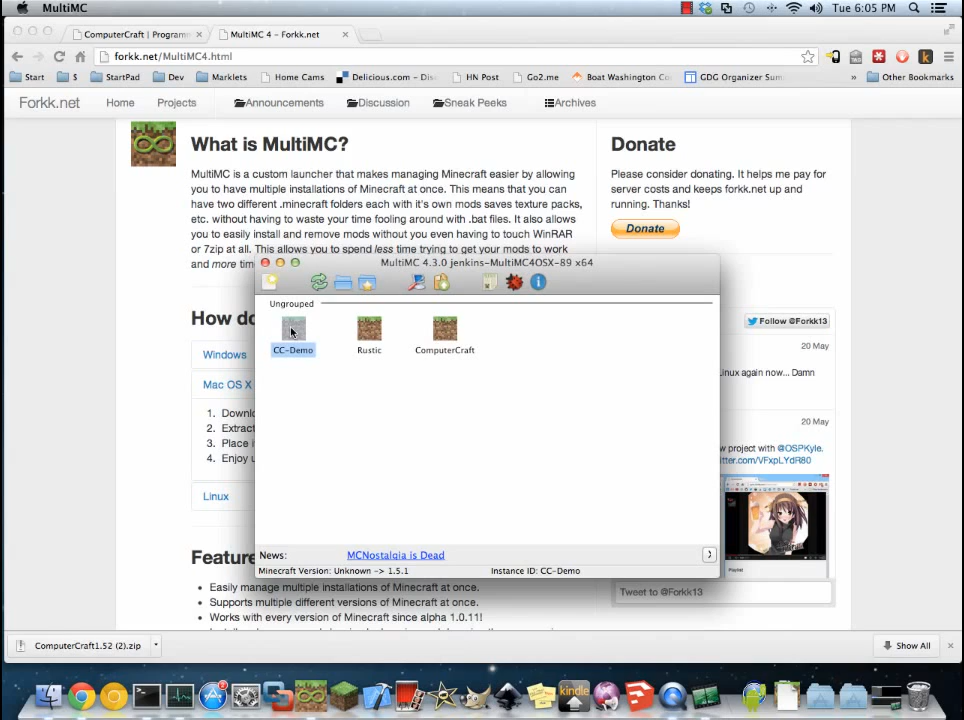 MultiMC
Tue 6:05 PM
ComputerCraft | Programm
MultiMC 4 - Forkk.net
forkk.net/MultiMC4.html
Start
$
StartPad
Dev
Marklets
Home Cams
Delicious.com - Dis
HN Post
Go2.me
Boat Washington Co
GDG Organizer Sum
»
Other Bookmarks
Forkk.net
Home
Projects
Announcements
Discussion
Sneak Peeks
Archives
What is MultiMC?
MultiMC is a custom launcher that makes managing Minecraft easier by allowing
you to have multiple installations of Minecraft at once. This means that you can
have two different .minecraft folders each with it's own mods saves texture packs,
etc. without having to waste your time fooling around with .bat files. It also allows
you to easily install and remove mods without you even having to touch WinRAR
or 7zip at all. This allows you to spend less time trying to get your mods to work
and more tim
Donate
Please consider donating. It helps me pay for
server costs and keeps forkk.net up and
running. Thanks!
Donate
MultiMC 4.3.0 jenkins-MultiMC4OSX-89 x64
Ungrouped
CC-Demo
Rustic
ComputerCraft
News:
MCNostalgia is Dead
Minecraft Version: Unknown -> 1.5.1
Instance ID: CC-Demo
How do
Windows
Mac OS X
1. Downlo
2. Extract
3. Place i
4. Enjoy u
Linux
Follow @Forkk13
20 May
Linux again now... Damn
20 May
w project with @OSPKyle.
itter.com/VFxpLYdR80
Playlist
Tweet to @Forkk13
Feature
• Easily manage multiple installations of Minecraft at once.
• Supports multiple different versions of Minecraft at once.
• Works with every version of Minecraft since alpha 1.0.11!
ComputerCraft1.52 (2).zip
Show All
kindle